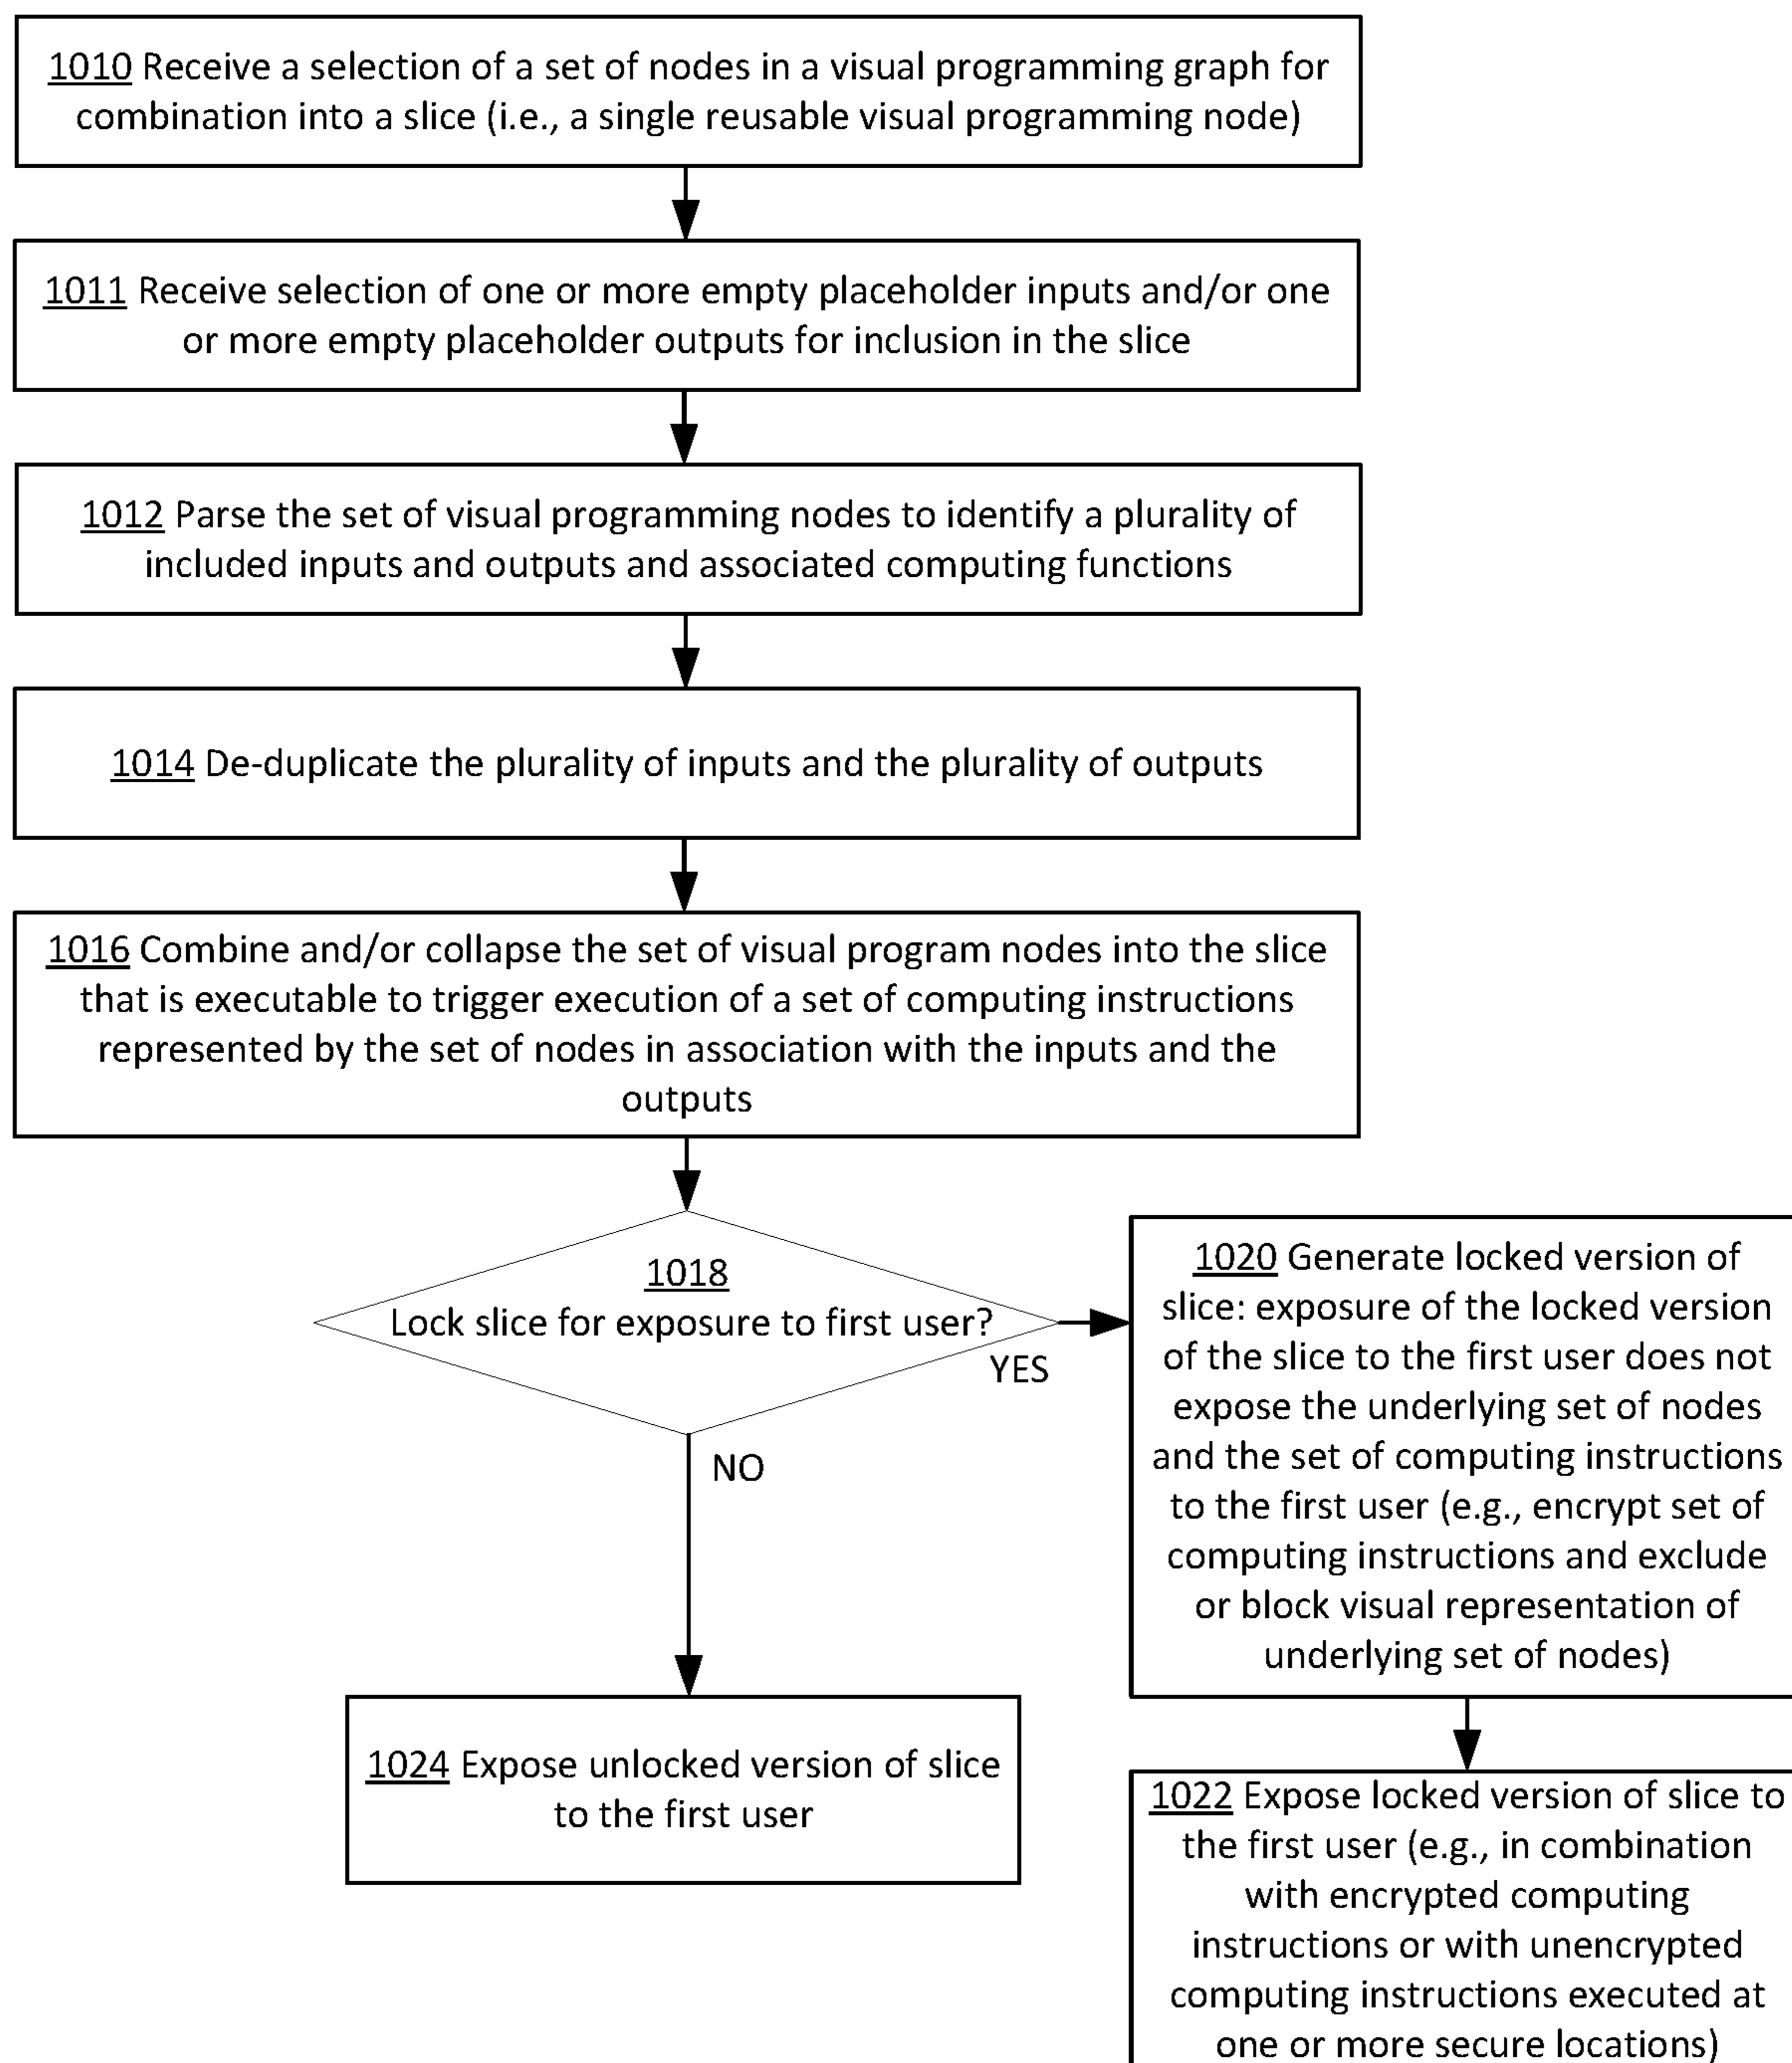 1010 Receive a selection of a set of nodes in a visual programming graph for
combination into a slice (i.e., a single reusable visual programming node)
1011 Receive selection of one or more empty placeholder inputs and/or one
or more empty placeholder outputs for inclusion in the slice
1012 Parse the set of visual programming nodes to identify a plurality of
included inputs and outputs and associated computing functions
1014 De-duplicate the plurality of inputs and the plurality of outputs
1016 Combine and/or collapse the set of visual program nodes into the slice
that is executable to trigger execution of a set of computing instructions
represented by the set of nodes in association with the inputs and the
outputs
1018
Lock slice for exposure to first user?
YES
NO
1020 Generate locked version of
slice: exposure of the locked version
of the slice to the first user does not
expose the underlying set of nodes
and the set of computing instructions
to the first user (e.g., encrypt set of
computing instructions and exclude
or block visual representation of
underlying set of nodes)
1024 Expose unlocked version of slice
to the first user
1022 Expose locked version of slice to
the first user (e.g., in combination
with encrypted computing
instructions or with unencrypted
computing instructions executed at
one or more secure locations)